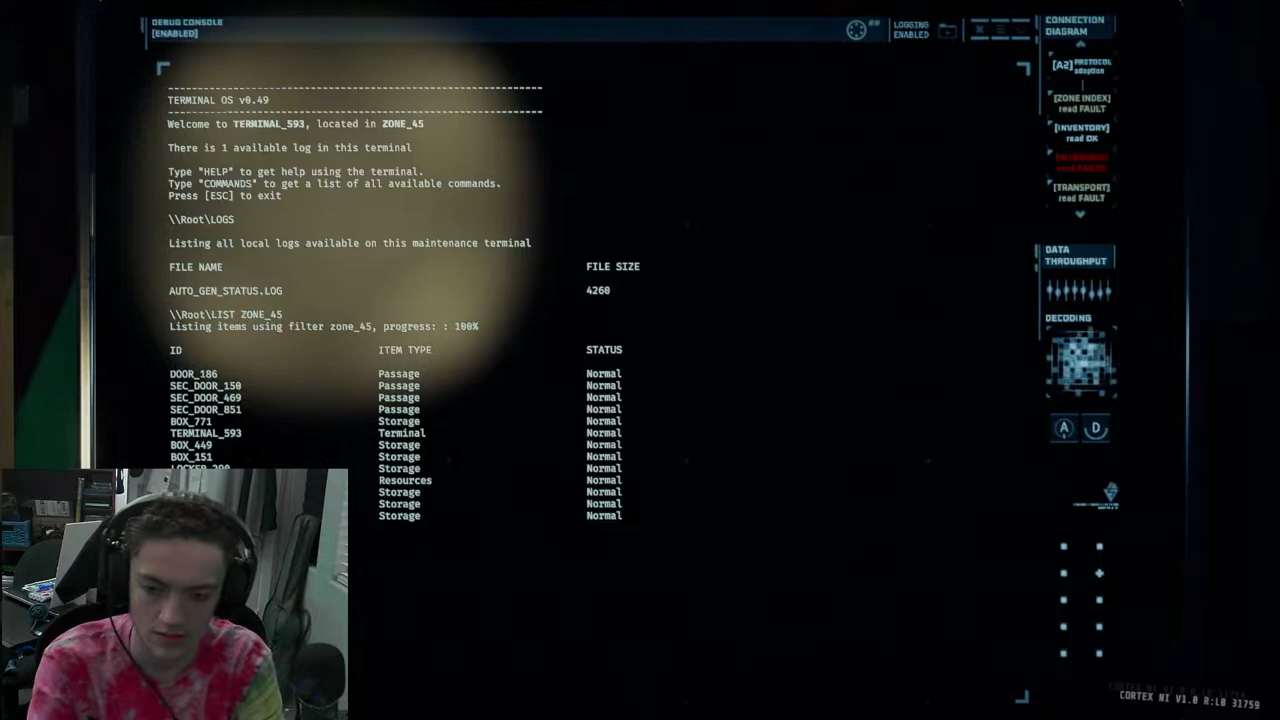 DEBUG CONSOLE
[ENABLED]
LOGGING
ENABLED
CONNECTION
DIAGRAM
[A2] PROTOCOL
adoption
[ZONE INDEX]
read FAULT
[INVENTORY]
read OK
[TRANSPORT]
read FAULT
DATA
THROUGHPUT
DECODING
A D
TERMINAL OS v0.49
Welcome to TERMINAL_593, located in ZONE_45
There is 1 available log in this terminal
Type "HELP" to get help using the terminal.
Type "COMMANDS" to get a list of all available commands.
Press [ESC] to exit
\\Root\LOGS
Listing all local logs available on this maintenance terminal
FILE NAME FILE SIZE
AUTO_GEN_STATUS.LOG 4260
\\Root\LIST ZONE_45
Listing items using filter zone_45, progress: : 100%
ID ITEM TYPE STATUS
DOOR_186 Passage Normal
SEC_DOOR_150 Passage Normal
SEC_DOOR_469 Passage Normal
SEC_DOOR_851 Passage Normal
BOX_771 Storage Normal
TERMINAL_593 Terminal Normal
BOX_449 Storage Normal
BOX_151 Storage Normal
Storage Normal
Resources Normal
Storage Normal
Storage Normal
Storage Normal
CORTEX NI V1.0 R:L0 31759